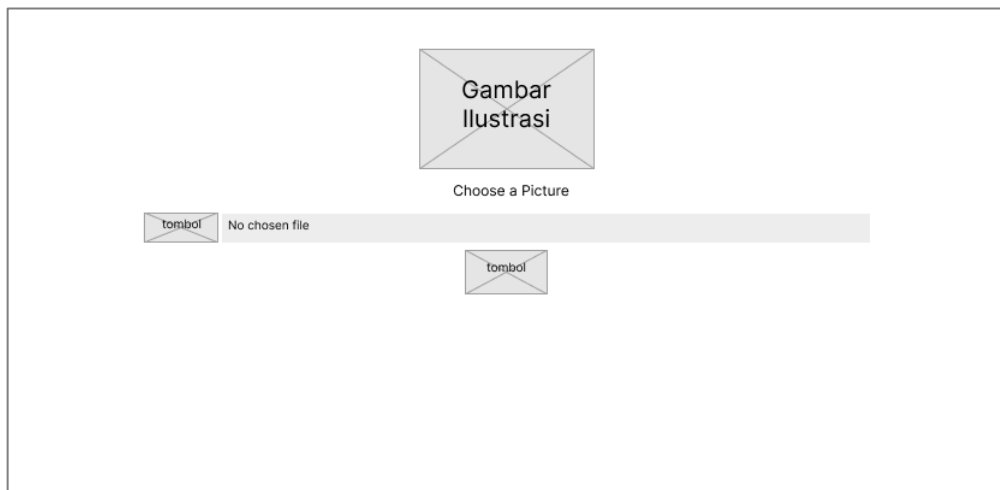 Gambar
Ilustrasi
Choose a Picture
tombol
No chosen file
tombol